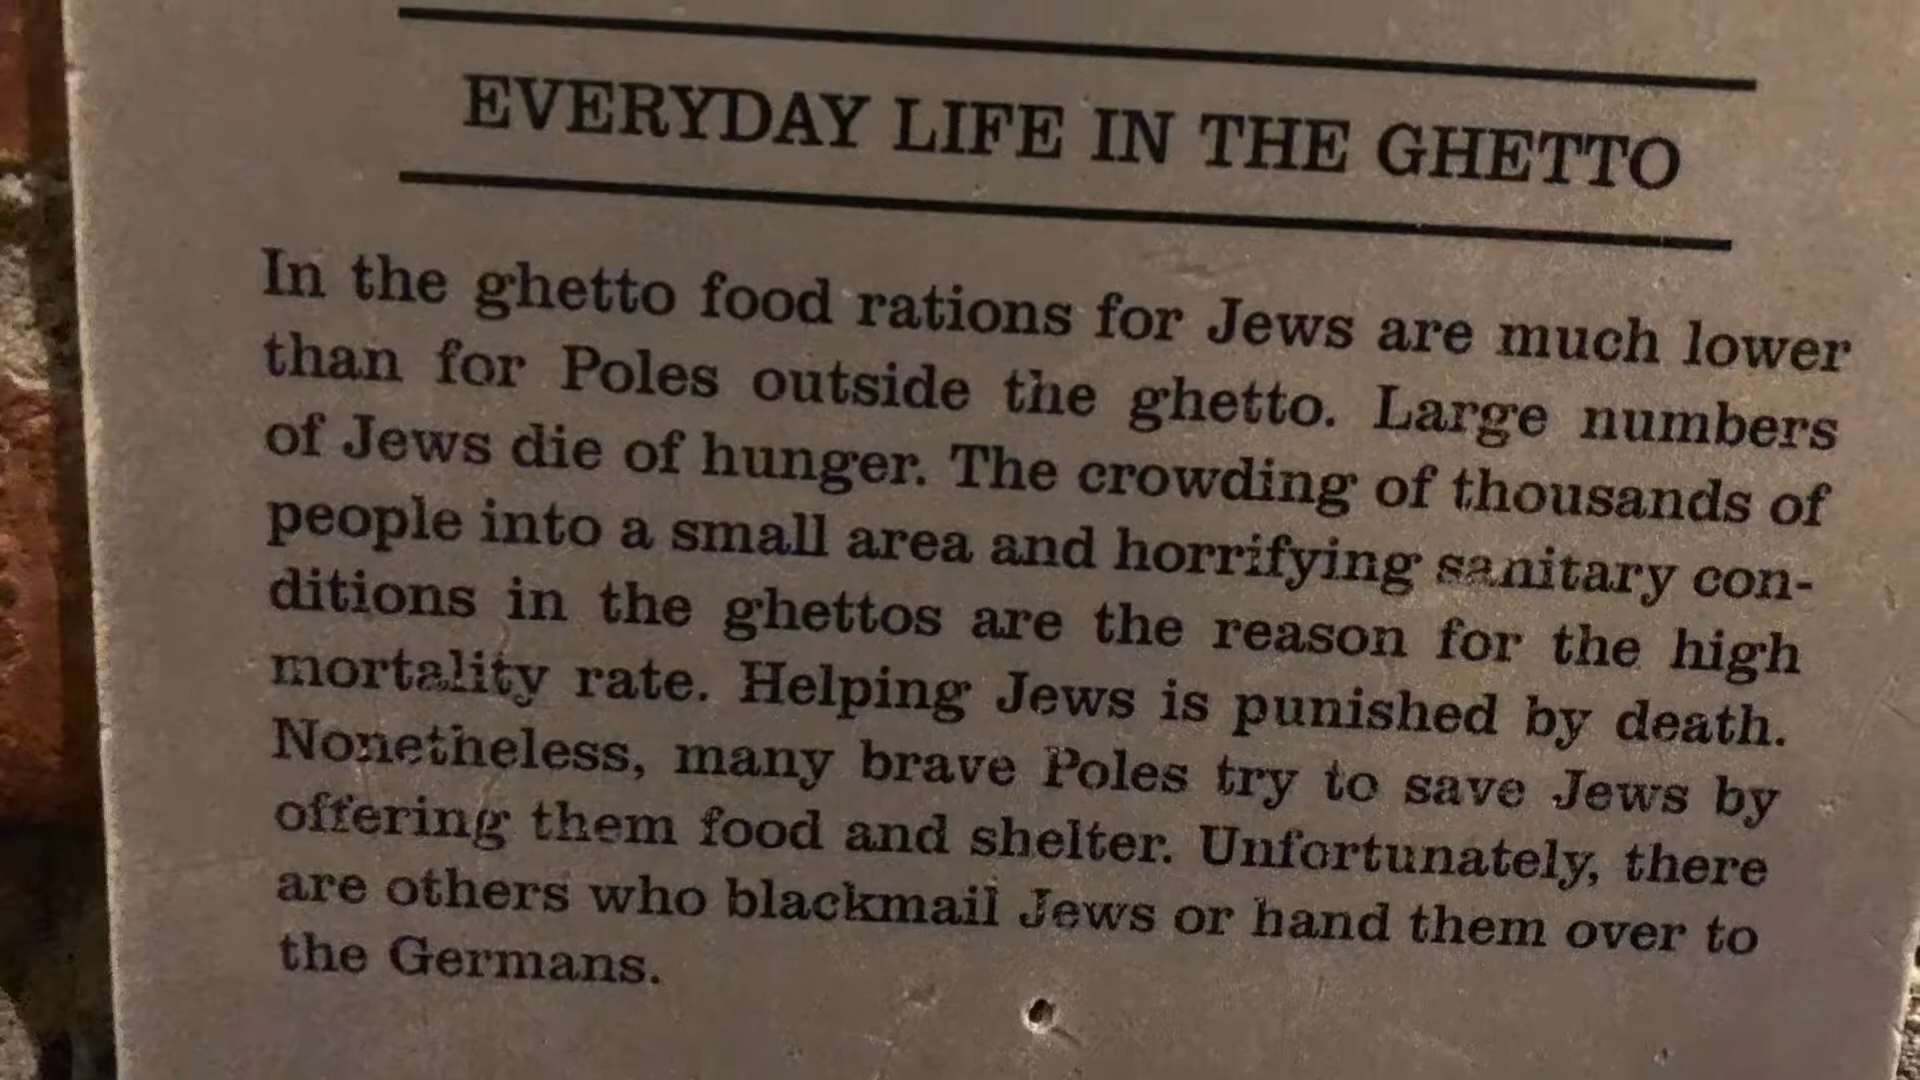 EVERYDAY LIFE IN THE GHETTO
In the ghetto food rations for Jews are much lower
than for Poles outside the ghetto. Large numbers
of Jews die of hunger. The crowding of thousands of
people into a small area and horrifying sanitary con-
ditions in the ghettos are the reason for the high
mortality rate. Helping Jews is punished by death.
Nonetheless, many brave Poles try to save Jews by
offering them food and shelter. Unfortunately, there
are others who blackmail Jews or hand them over to
the Germans.